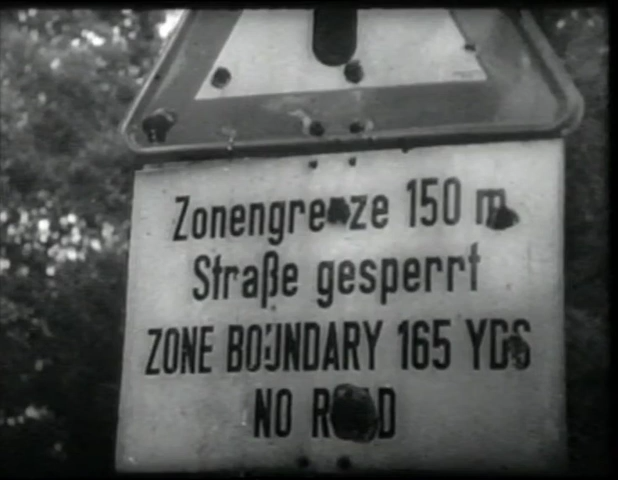 Zonengrenze 150 m
Straße gesperrt
ZONE BOUNDARY 165 YDS
NO ROAD